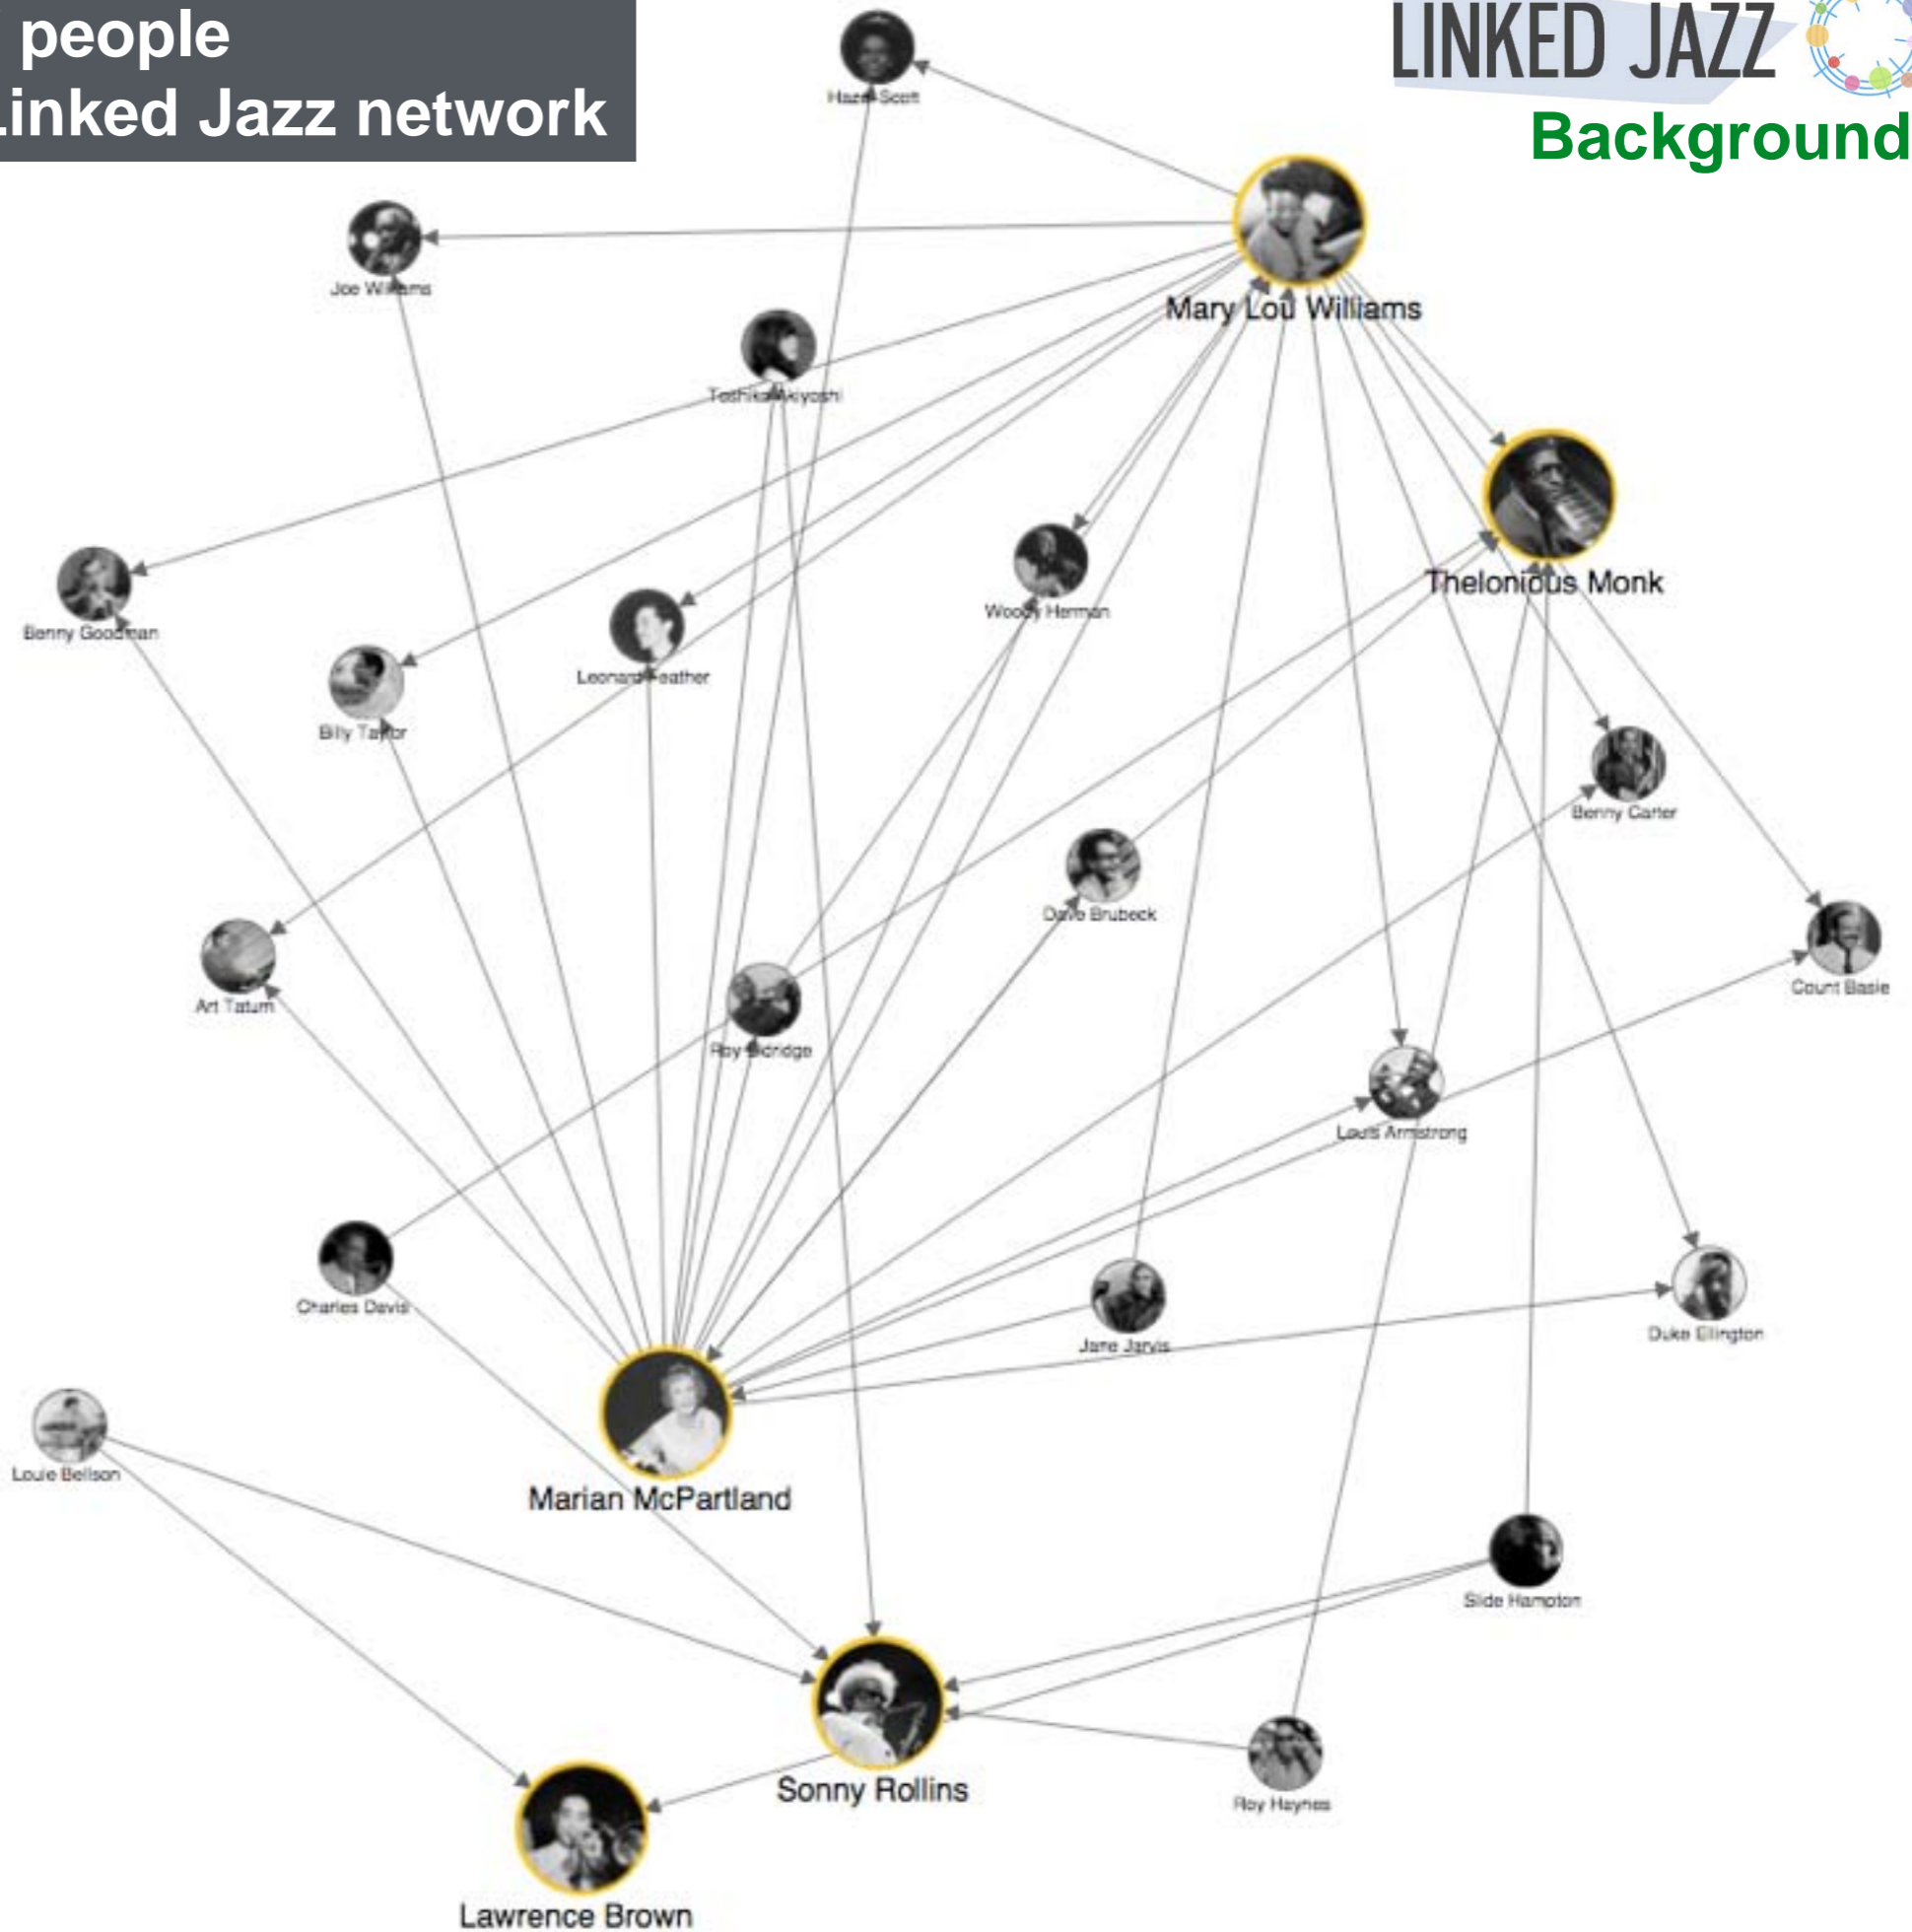 people
Linked Jazz network
LINKED JAZZ
Background
Hazel Scott
Mary Lou Williams
Joe Williams
Toshiko Akiyoshi
Thelonious Monk
Benny Goodman
Woody Herman
Leonard Feather
Billy Taylor
Benny Carter
Dave Brubeck
Count Basie
Art Tatum
Roy Eldridge
Louis Armstrong
Charles Davis
Duke Ellington
Jane Jarvis
Louie Bellson
Marian McPartland
Slide Hampton
Sonny Rollins
Roy Haynes
Lawrence Brown